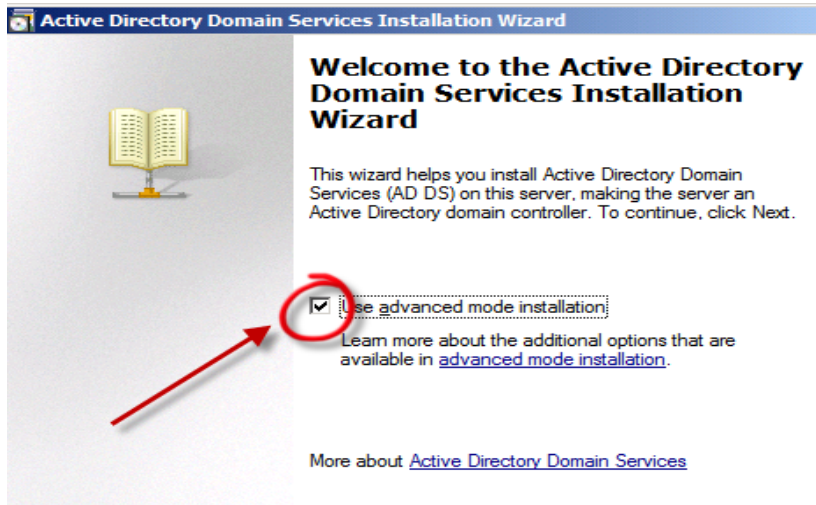 Active Directory Domain Services Installation Wizard
Welcome to the Active Directory
Domain Services Installation
Wizard
This wizard helps you install Active Directory Domain
Services (AD DS) on this server, making the server an
Active Directory domain controller. To continue, click Next.
Use advanced mode installation
Learn more about the additional options that are
available in advanced mode installation.
More about Active Directory Domain Services